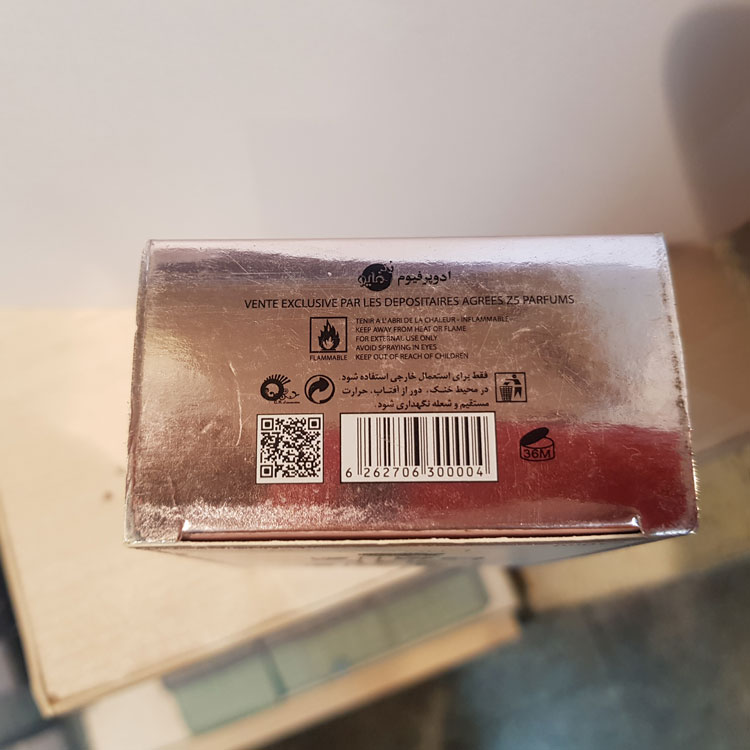 ادوپرفیوم
VENTE EXCLUSIVE PAR LES DEPOSITAIRES AGREES Z5 PARFUMS
TENIR A L'ABRI DE LA CHALEUR - INFLAMMABLE -
KEEP AWAY FROM HEAT OR FLAME
FOR EXTERNAL USE ONLY
AVOID SPRAYING IN EYES
KEEP OUT OF REACH OF CHILDREN
FLAMMABLE
فقط برای استعمال خارجی استفاده شود.
در محیط خنک، دور از آفتاب، حرارت
مستقیم و شعله نگهداری شود.
6 262706 300004
36M